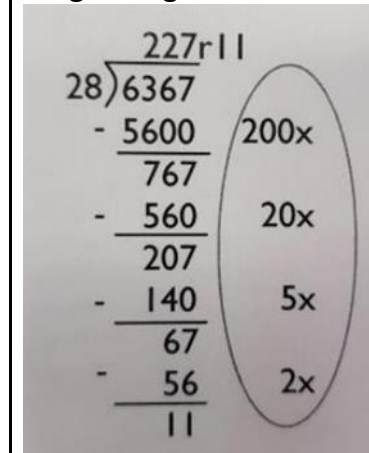 227r11
28)6367
- 5600 200x
767
- 560 20x
207
- 140 5x
67
- 56 2x
11